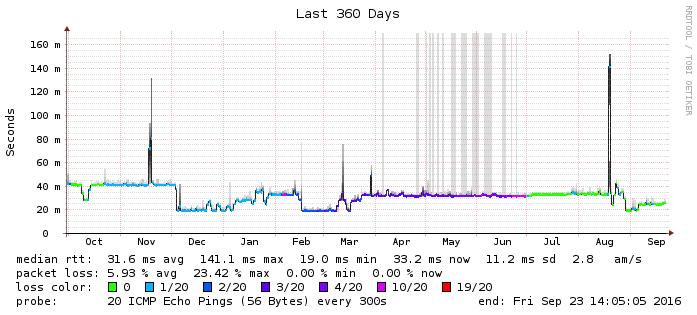 Last 360 Days
RRDTOOL / TOBI OETIKER
Seconds
160 m
140 m
120 m
100 m
80 m
60 m
40 m
20 m
0
Oct Nov Dec Jan Feb Mar Apr May Jun Jul Aug Sep
median rtt: 31.6 ms avg 141.1 ms max 19.0 ms min 33.2 ms now 11.2 ms sd 2.8 am/s
packet loss: 5.93 % avg 23.42 % max 0.00 % min 0.00 % now
loss color: 0 1/20 2/20 3/20 4/20 10/20 19/20
probe: 20 ICMP Echo Pings (56 Bytes) every 300s end: Fri Sep 23 14:05:05 2016